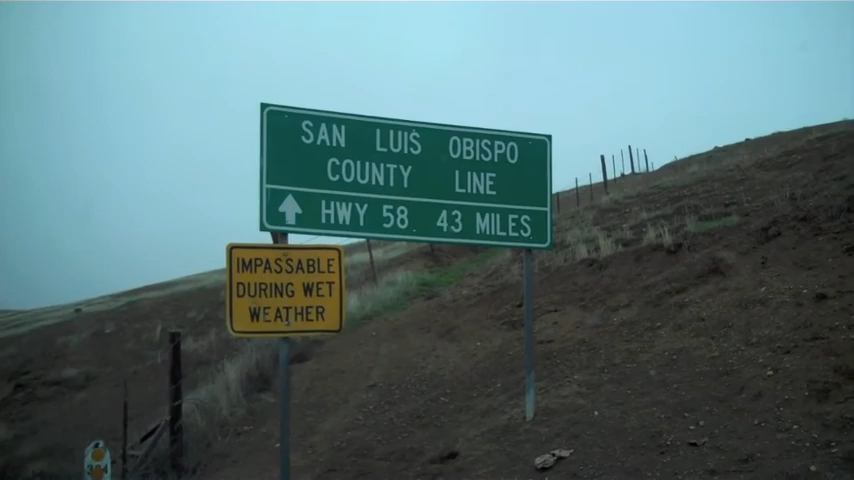 SAN LUIS OBISPO
COUNTY LINE
HWY 58 43 MILES
IMPASSABLE
DURING WET
WEATHER